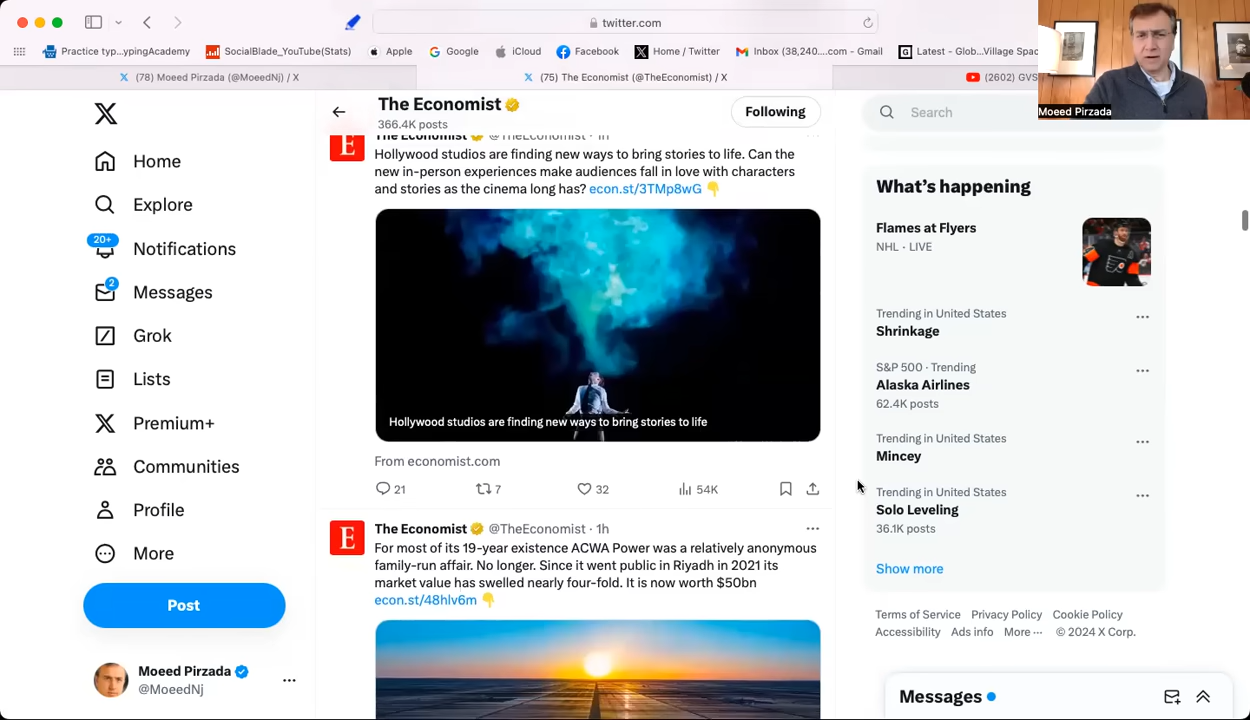 twitter.com
Practice typ...ypingAcademy
SocialBlade_YouTube(Stats)
Apple
Google
iCloud
Facebook
Home / Twitter
Inbox (38,240....com - Gmail
Latest - Glob...Village Spac
(78) Moeed Pirzada (@MoeedNj) / X
(75) The Economist (@TheEconomist) / X
(2602) GVS
Moeed Pirzada
Home
Explore
20+
Notifications
2
Messages
Grok
Lists
Premium+
Communities
Profile
More
Post
Moeed Pirzada
@MoeedNj
The Economist
366.4K posts
Following
The Economist @TheEconomist · 1h
Hollywood studios are finding new ways to bring stories to life. Can the
new in-person experiences make audiences fall in love with characters
and stories as the cinema long has? econ.st/3TMp8wG 👇
Hollywood studios are finding new ways to bring stories to life
From economist.com
21
7
32
54K
E
The Economist @TheEconomist · 1h
For most of its 19-year existence ACWA Power was a relatively anonymous
family-run affair. No longer. Since it went public in Riyadh in 2021 its
market value has swelled nearly four-fold. It is now worth $50bn
econ.st/48hlv6m 👇
Search
What's happening
Flames at Flyers
NHL · LIVE
Trending in United States
Shrinkage
S&P 500 · Trending
Alaska Airlines
62.4K posts
Trending in United States
Mincey
Trending in United States
Solo Leveling
36.1K posts
Show more
Terms of Service Privacy Policy Cookie Policy
Accessibility Ads info More ··· © 2024 X Corp.
Messages